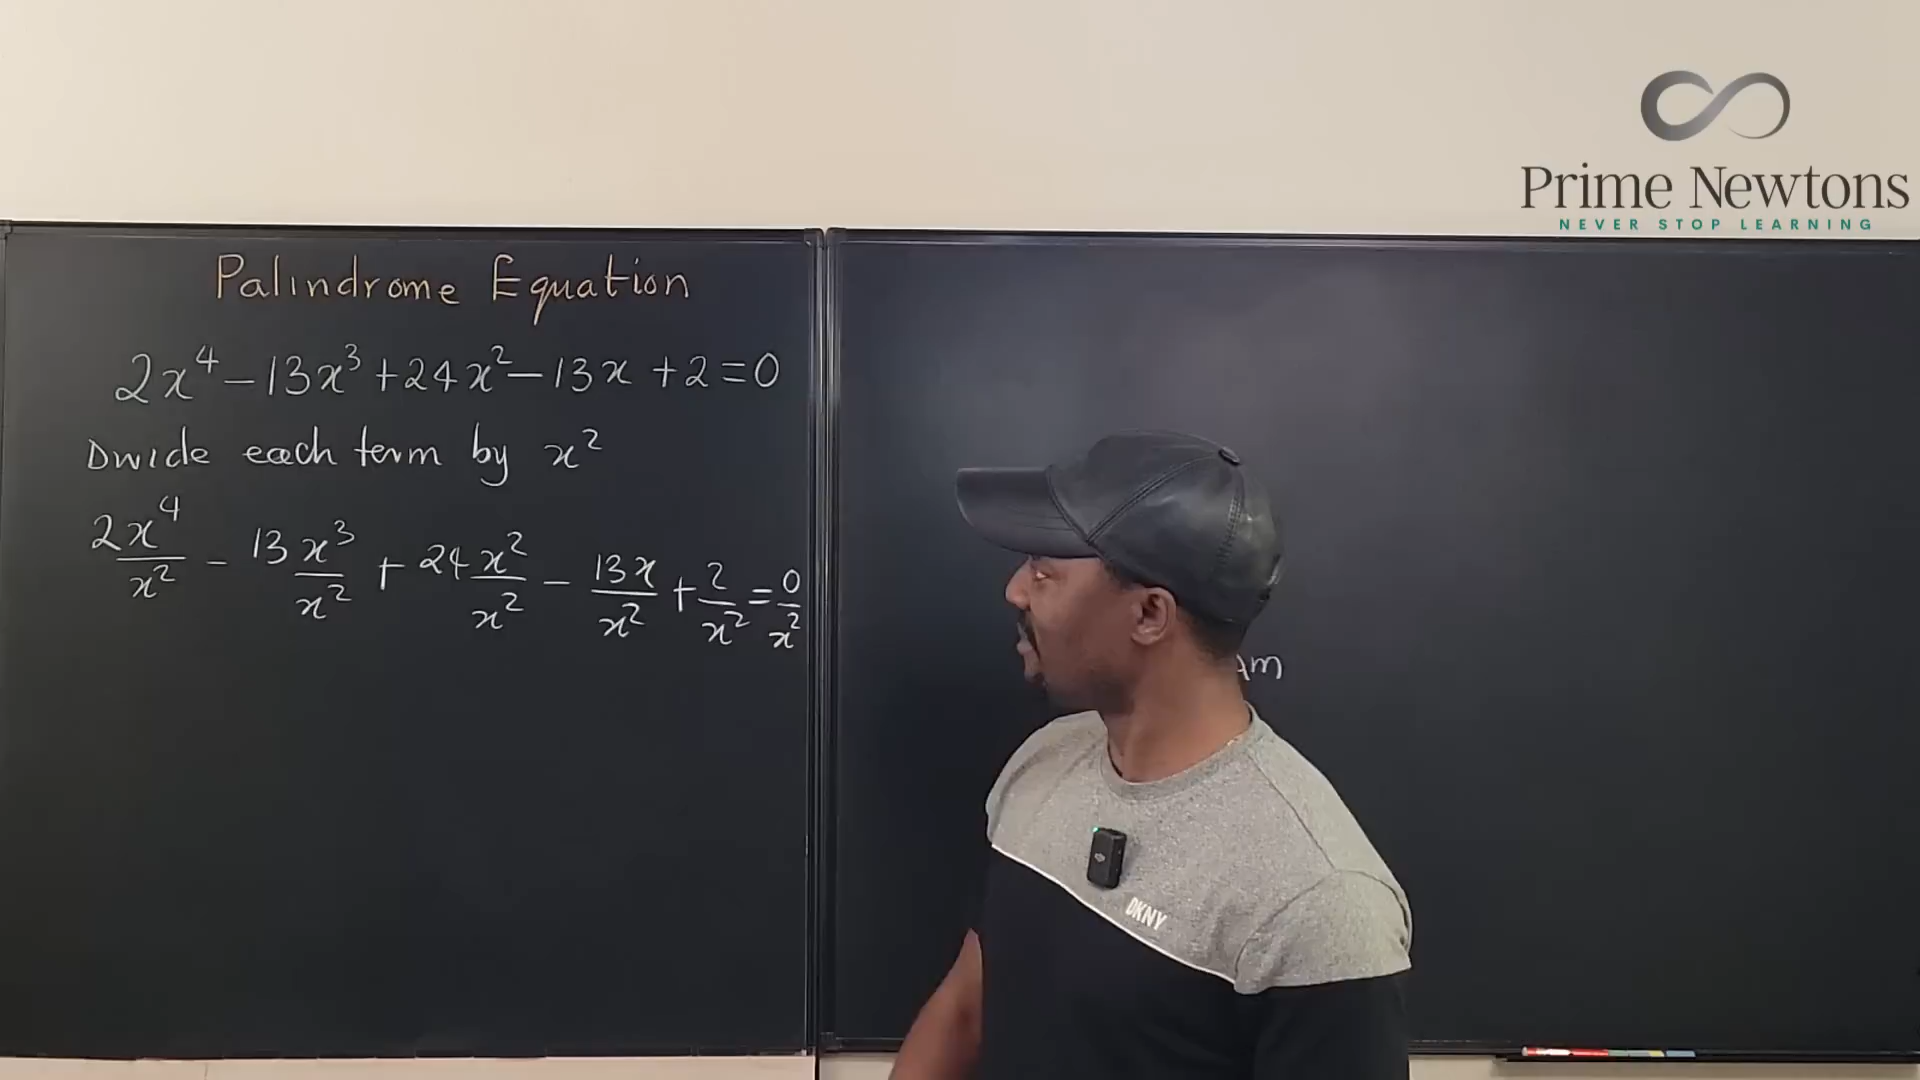 Prime Newtons
NEVER STOP LEARNING
Palindrome Equation
2x⁴ – 13x³ + 24x² – 13x + 2 = 0
Divide each term by x²
2x⁴/x² – 13x³/x² + 24x²/x² – 13x/x² + 2/x² = 0/x²
DKNY